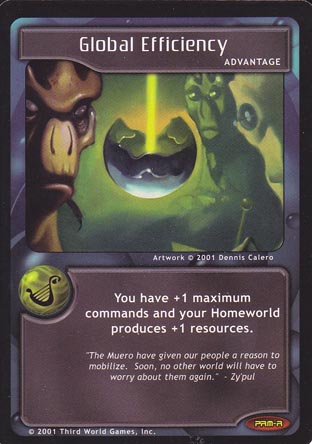 Global Efficiency
ADVANTAGE
Artwork © 2001 Dennis Calero
You have +1 maximum
commands and your Homeworld
produces +1 resources.
"The Muero have given our people a reason to
mobilize. Soon, no other world will have to
worry about them again." - Zy'pul
© 2001 Third World Games, Inc.
PRM-A